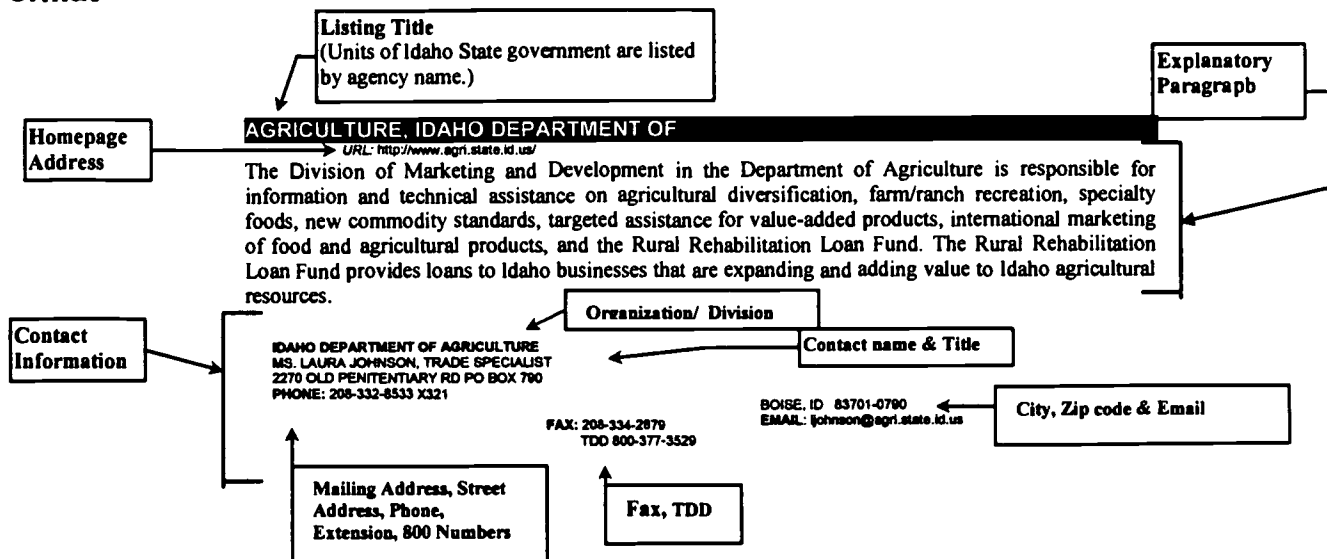 Listing Title
(Units of Idaho State government are listed
by agency name.)
Explanatory
Paragrapb
Homepage
Address
AGRICULTURE, IDAHO DEPARTMENT OF
URL: http://www.agri.state.id.us/
The Division of Marketing and Development in the Department of Agriculture is responsible for
information and technical assistance on agricultural diversification, farm/ranch recreation, specialty
foods, new commodity standards, targeted assistance for value-added products, international marketing
of food and agricultural products, and the Rural Rehabilitation Loan Fund. The Rural Rehabilitation
Loan Fund provides loans to Idaho businesses that are expanding and adding value to Idaho agricultural
resources.
Organization/ Division
Contact
Information
Contact name & Title
IDAHO DEPARTMENT OF AGRICULTURE
MS. LAURA JOHNSON, TRADE SPECIALIST
2270 OLD PENITENTIARY RD PO BOX 790
PHONE: 208-332-8533 X321
BOISE, ID 83701-0790
EMAIL: ljohnson@agri.state.id.us
City, Zip code & Email
FAX: 208-334-2879
TDD 800-377-3529
Mailing Address, Street
Address, Phone,
Extension, 800 Numbers
Fax, TDD